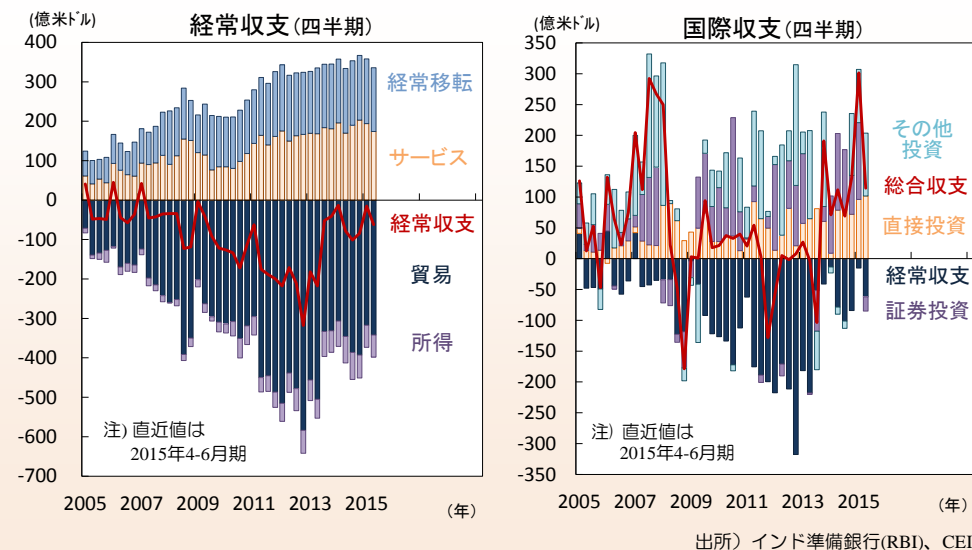 経常収支(四半期)
(億米ドル)
400
300
200
100
0
-100
-200
-300
-400
-500
-600
-700
経常移転
サービス
経常収支
貿易
所得
注) 直近値は
2015年4-6月期
2005 2007 2009 2011 2013 2015
(年)
国際収支(四半期)
(億米ドル)
350
300
250
200
150
100
50
0
-50
-100
-150
-200
-250
-300
-350
その他
投資
総合収支
直接投資
経常収支
証券投資
注) 直近値は
2015年4-6月期
2005 2007 2009 2011 2013 2015
(年)
出所）インド準備銀行(RBI)、CEI